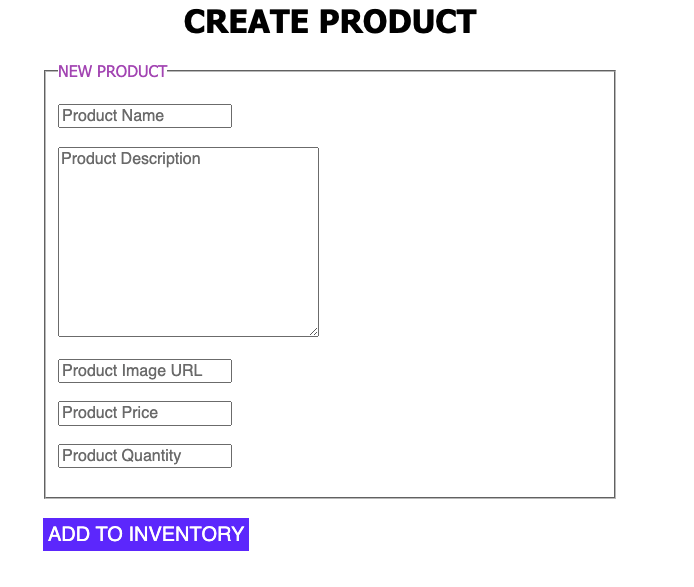 CREATE PRODUCT
NEW PRODUCT
Product Name
Product Description
Product Image URL
Product Price
Product Quantity
ADD TO INVENTORY